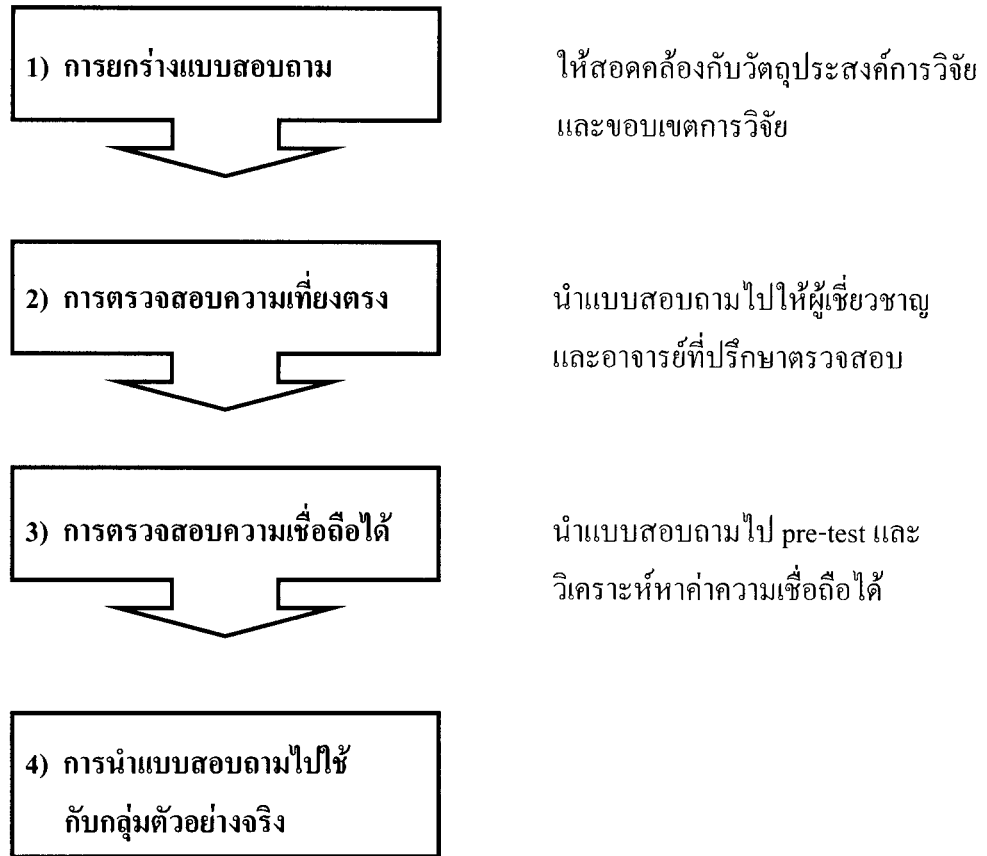 1) การยกร่างแบบสอบถาม
ให้สอดคล้องกับวัตถุประสงค์การวิจัย
และขอบเขตการวิจัย
2) การตรวจสอบความเที่ยงตรง
นำแบบสอบถามไปให้ผู้เชี่ยวชาญ
และอาจารย์ที่ปรึกษาตรวจสอบ
3) การตรวจสอบความเชื่อถือได้
นำแบบสอบถามไป pre-test และ
วิเคราะห์หาค่าความเชื่อถือได้
4) การนำแบบสอบถามไปใช้
กับกลุ่มตัวอย่างจริง